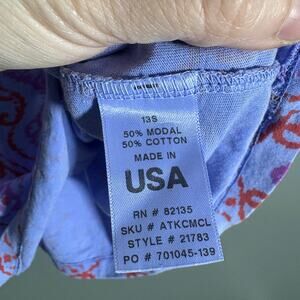 13S
50% MODAL
50% COTTON
MADE IN
USA
RN # 82135
SKU # ATKCMCL
STYLE # 21783
PO # 701045-139